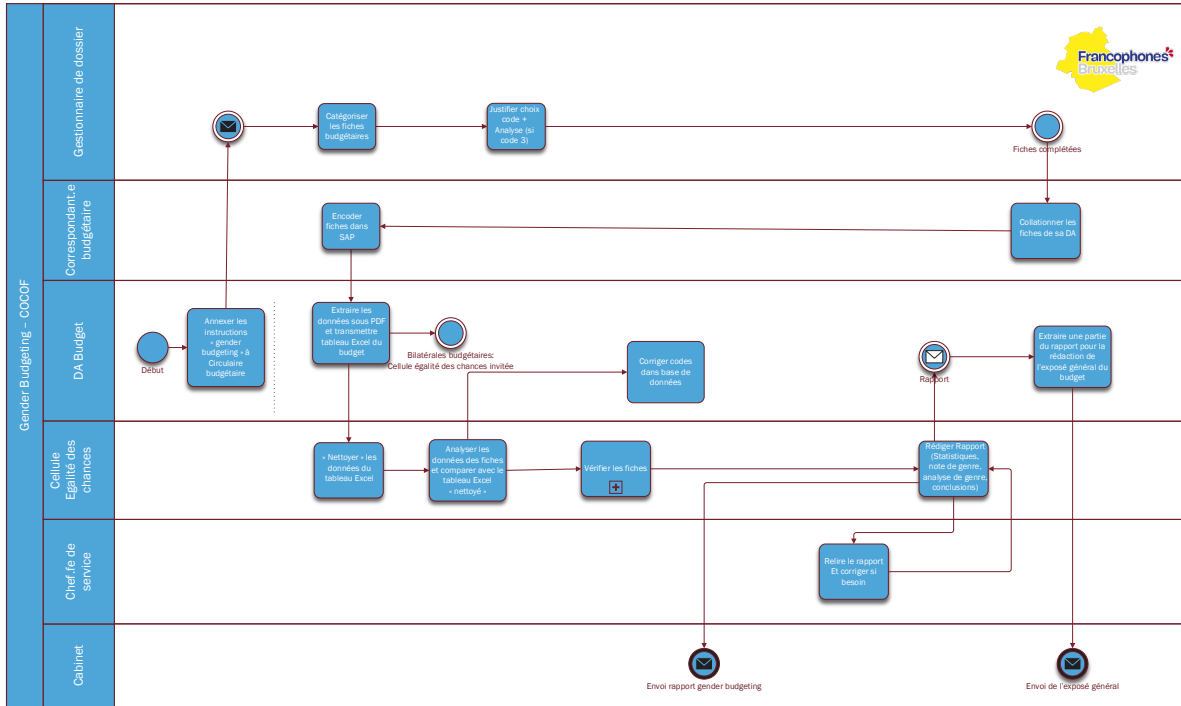 Gender Budgeting – COCOF
Gestionnaire de dossier
Francophones
Bruxelles
Catégoriser
les fiches
budgétaires
Justifier choix
code +
Analyse (si
code 3)
Fiches complétées
Correspondant.e
budgétaire
Encoder
fiches dans
SAP
Collationner les
fiches de sa DA
DA Budget
Début
Annexer les
instructions
« gender
budgeting » à
Circulaire
budgétaire
Extraire les
données sous PDF
et transmettre
tableau Excel du
budget
Bilatérales budgétaires:
Cellule égalité des chances invitée
Corriger codes
dans base de
données
Rapport
Extraire une partie
du rapport pour la
rédaction de
l'exposé général du
budget
Cellule
Egalité des
chances
« Nettoyer » les
données du
tableau Excel
Analyser les
données des fiches
et comparer avec le
tableau Excel
« nettoyé »
Vérifier les fiches
Rédiger Rapport
(Statistiques,
note de genre,
analyse de genre,
conclusions)
Chef.fe de
service
Relire le rapport
Et corriger si
besoin
Cabinet
Envoi rapport gender budgeting
Envoi de l'exposé général